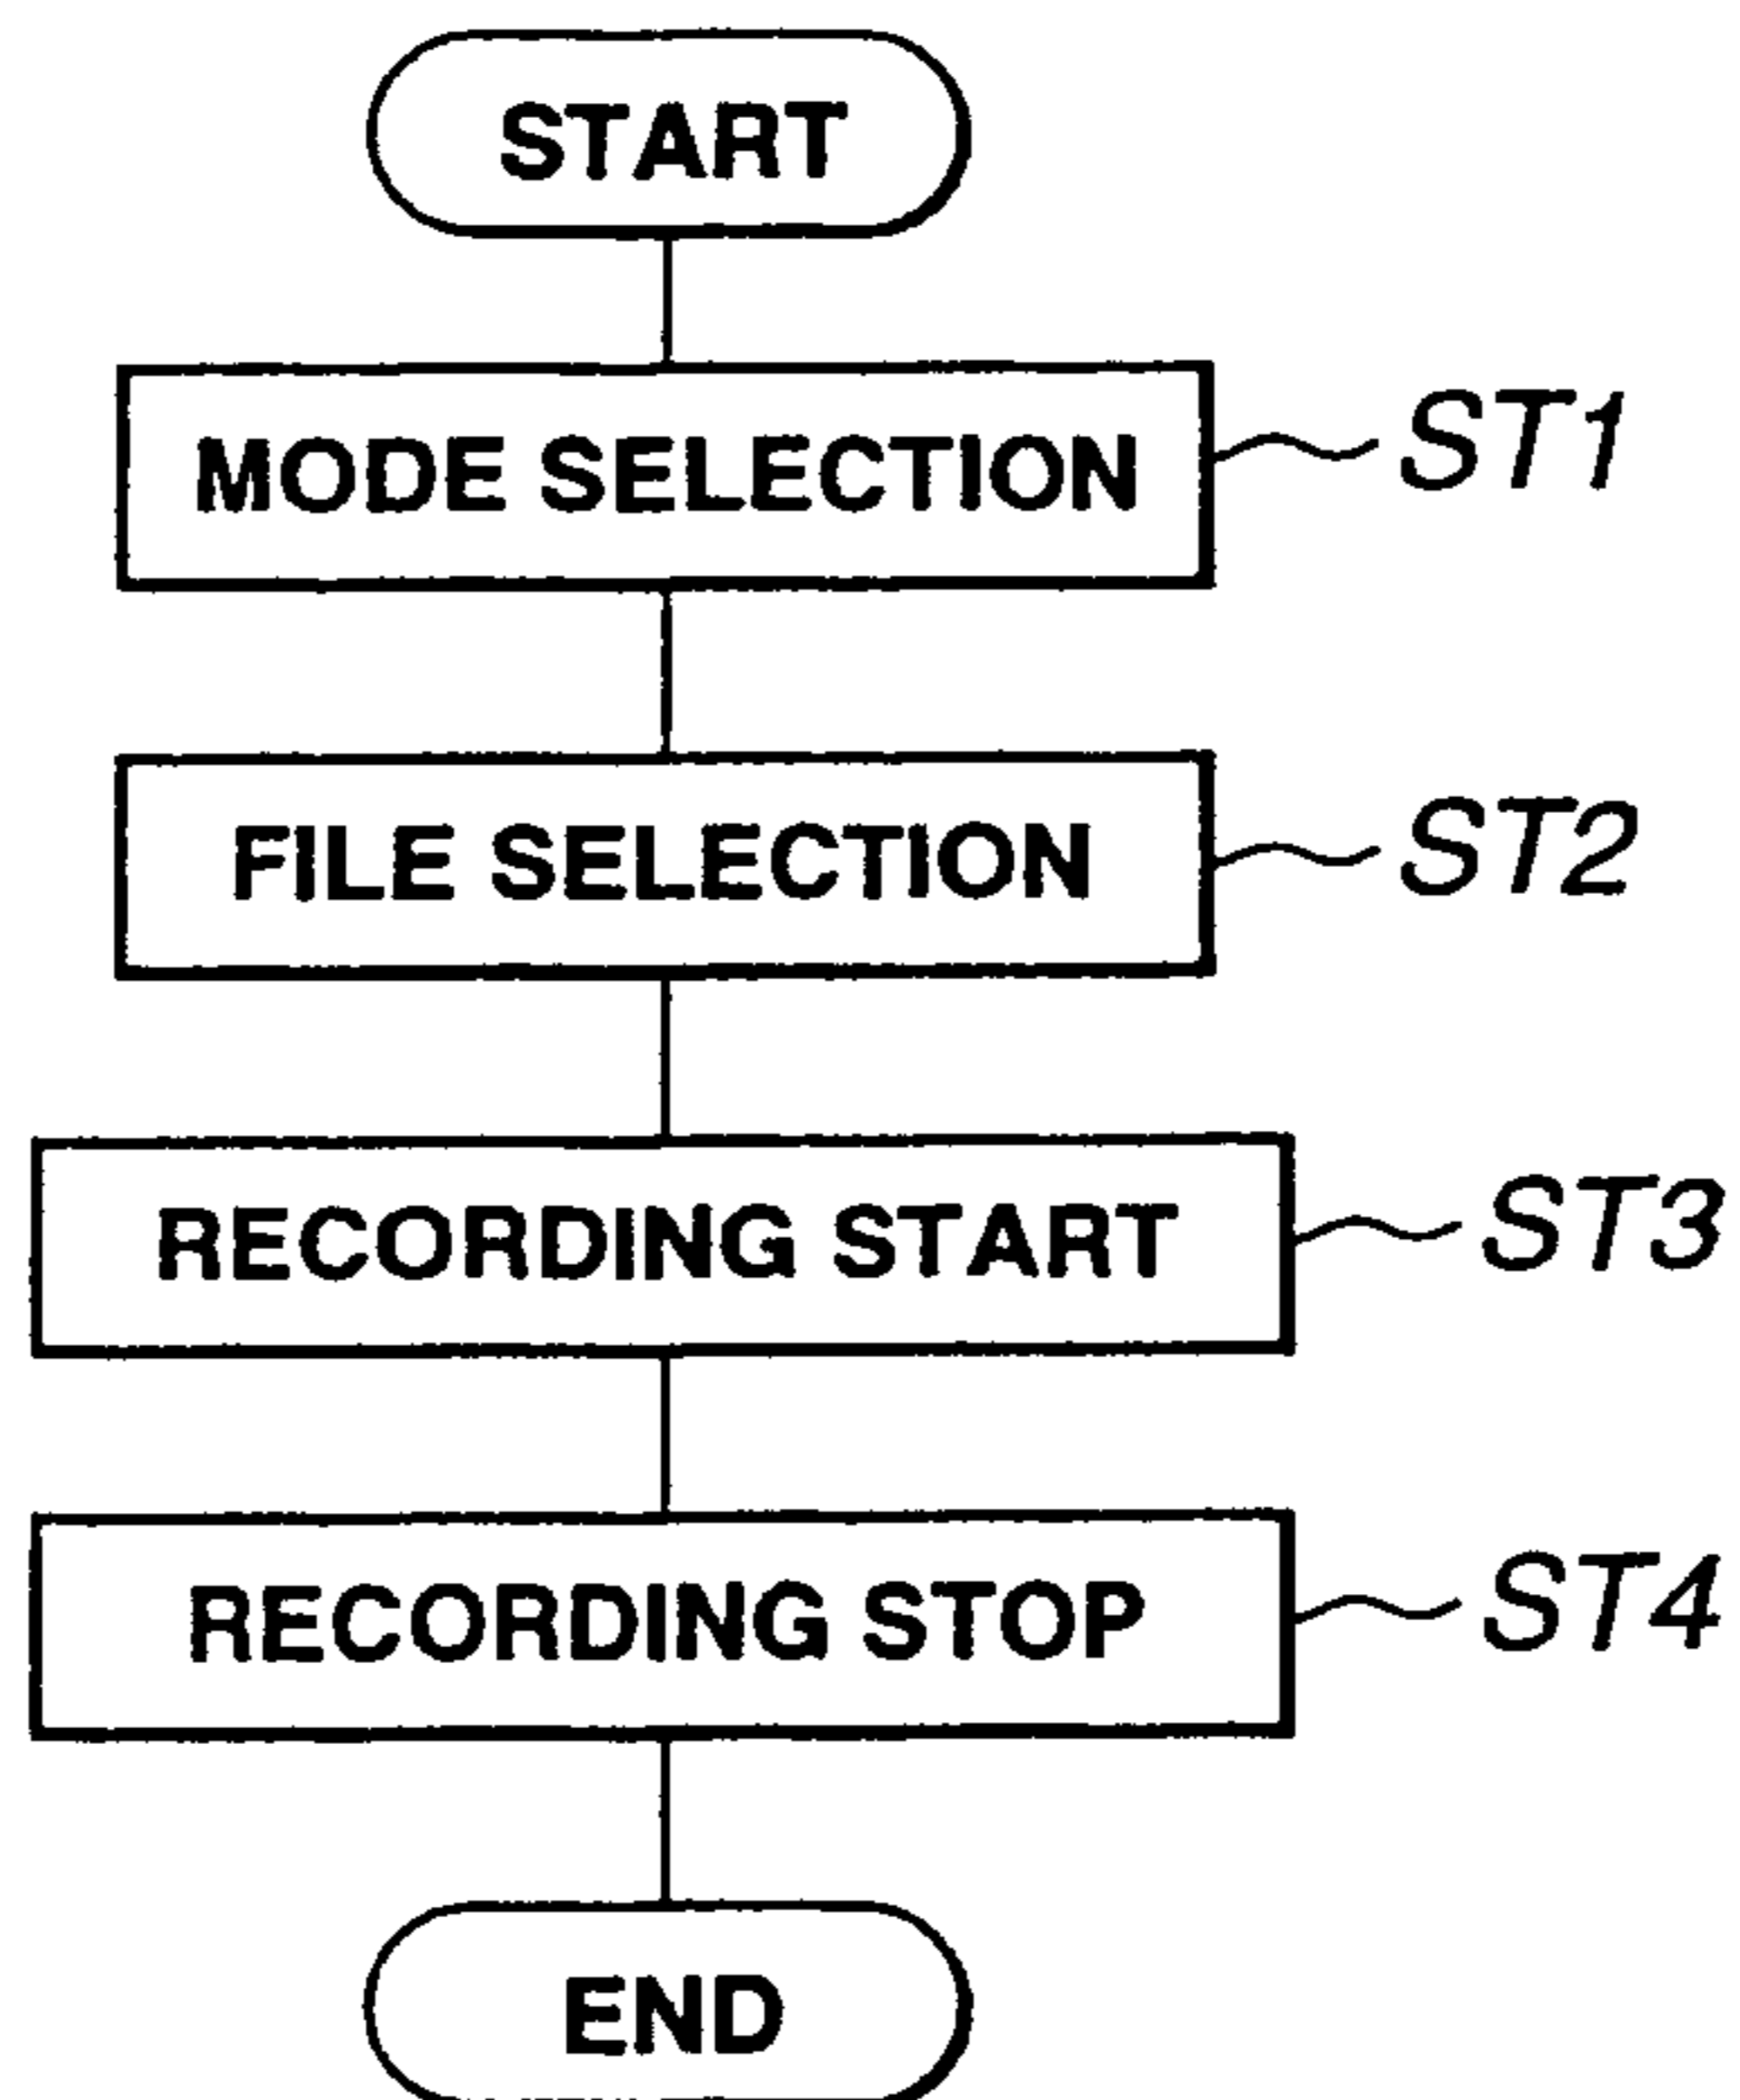 START
MODE SELECTION
ST1
FILE SELECTION
ST2
RECORDING START
ST3
RECORDING STOP
ST4
END